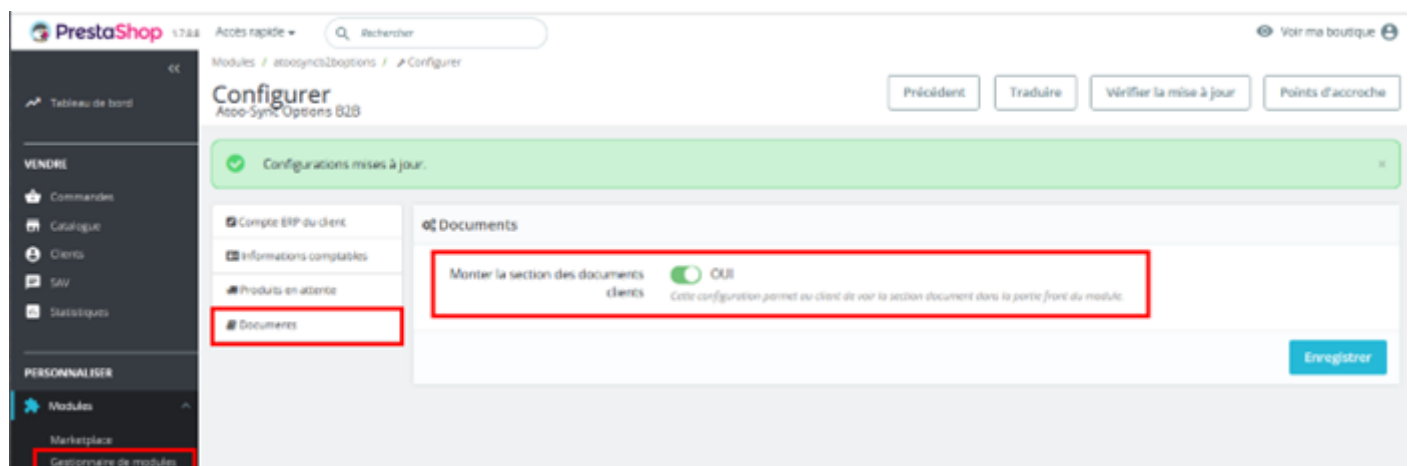 PrestaShop 1.7.8.8 Accès rapide Rechercher Voir ma boutique
Modules / atoosyncb2boptions / Configurer
Configurer
Atoo-Sync Options B2B
Précédent Traduire Vérifier la mise à jour Points d'accroche
Tableau de bord
VENDRE
Commandes
Catalogue
Clients
SAV
Statistiques
PERSONNALISER
Modules
Marketplace
Gestionnaire de modules
Configurations mises à jour.
Compte ERP du client
Informations comptables
Produits en attente
Documents
Documents
Monter la section des documents
clients
OUI
Cette configuration permet au client de voir la section document dans la partie front du module.
Enregistrer